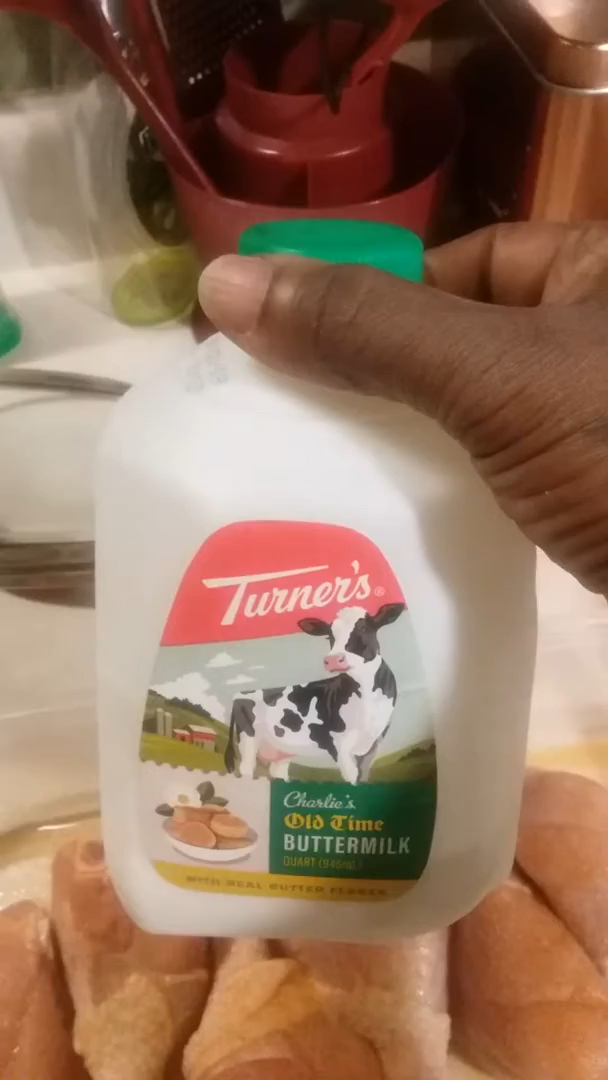 Turner's®
Charlie's
Old Time
BUTTERMILK
QUART (946mL)
WITH REAL BUTTER FLAKES